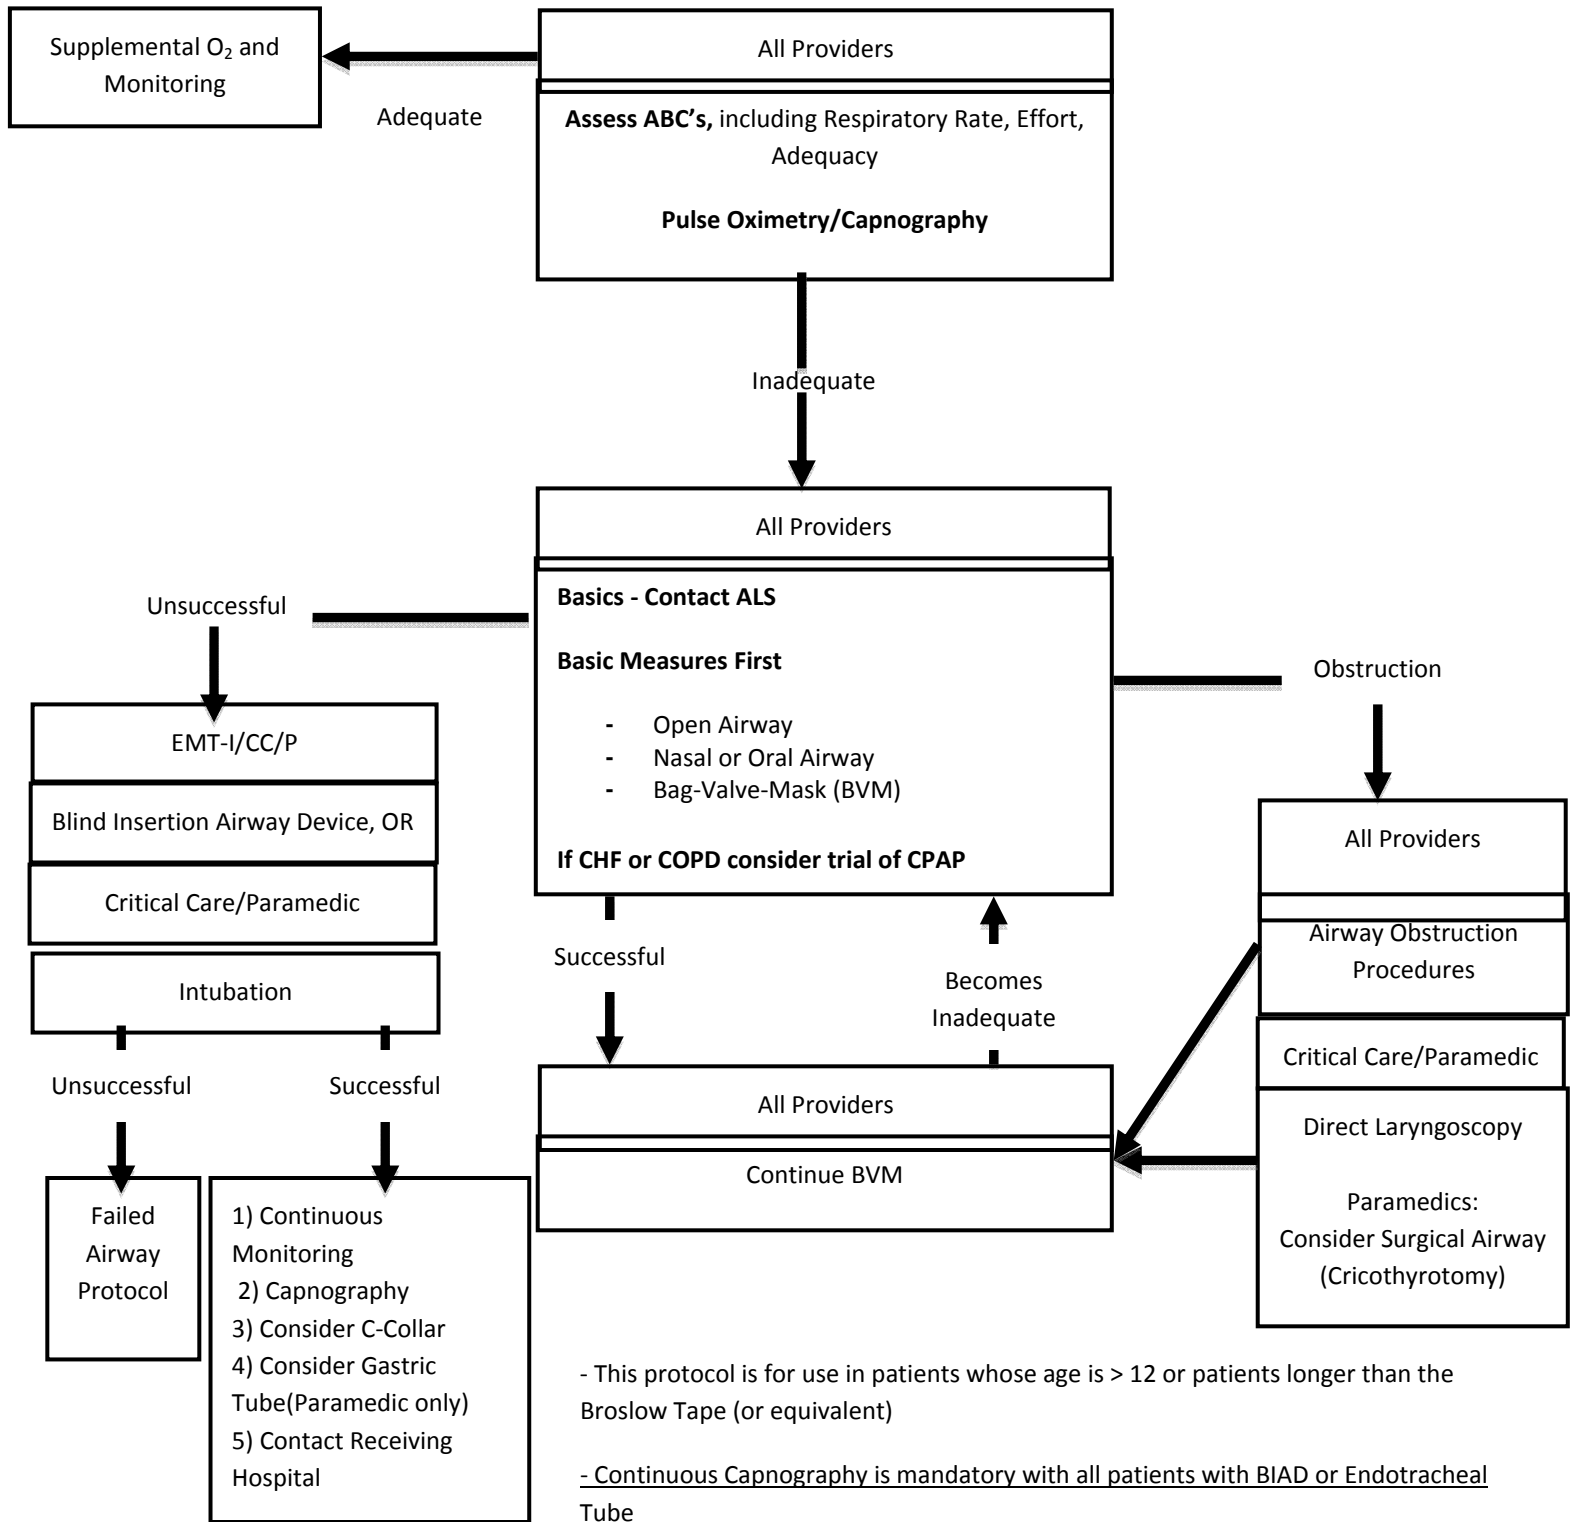 Supplemental O₂ and
Monitoring
Adequate
All Providers
Assess ABC's, including Respiratory Rate, Effort,
Adequacy
Pulse Oximetry/Capnography
Inadequate
All Providers
Basics - Contact ALS
Basic Measures First
- Open Airway
- Nasal or Oral Airway
- Bag-Valve-Mask (BVM)
If CHF or COPD consider trial of CPAP
Unsuccessful
EMT-I/CC/P
Blind Insertion Airway Device, OR
Critical Care/Paramedic
Intubation
Unsuccessful
Successful
Failed
Airway
Protocol
1) Continuous
Monitoring
2) Capnography
3) Consider C-Collar
4) Consider Gastric
Tube(Paramedic only)
5) Contact Receiving
Hospital
Successful
Becomes
Inadequate
All Providers
Continue BVM
Obstruction
All Providers
Airway Obstruction
Procedures
Critical Care/Paramedic
Direct Laryngoscopy
Paramedics:
Consider Surgical Airway
(Cricothyrotomy)
- This protocol is for use in patients whose age is > 12 or patients longer than the
Broslow Tape (or equivalent)
- Continuous Capnography is mandatory with all patients with BIAD or Endotracheal
Tube